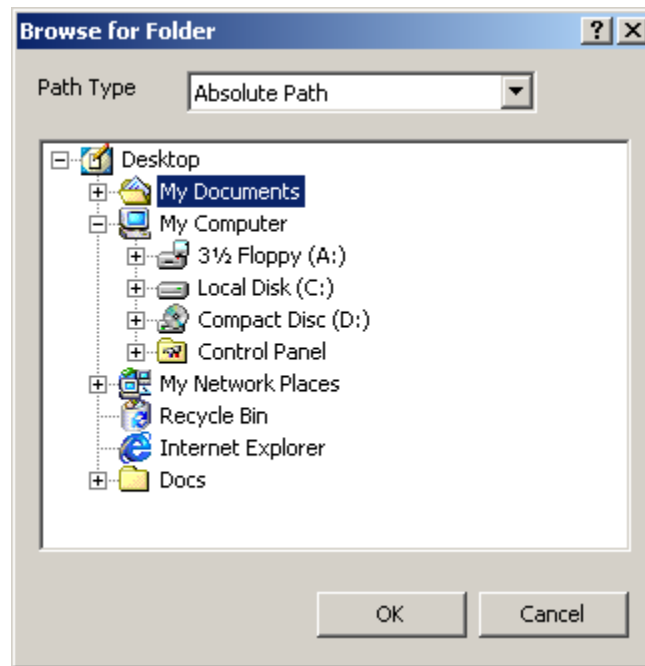 Browse for Folder
Path Type Absolute Path
Desktop
My Documents
My Computer
3½ Floppy (A:)
Local Disk (C:)
Compact Disc (D:)
Control Panel
My Network Places
Recycle Bin
Internet Explorer
Docs
OK Cancel